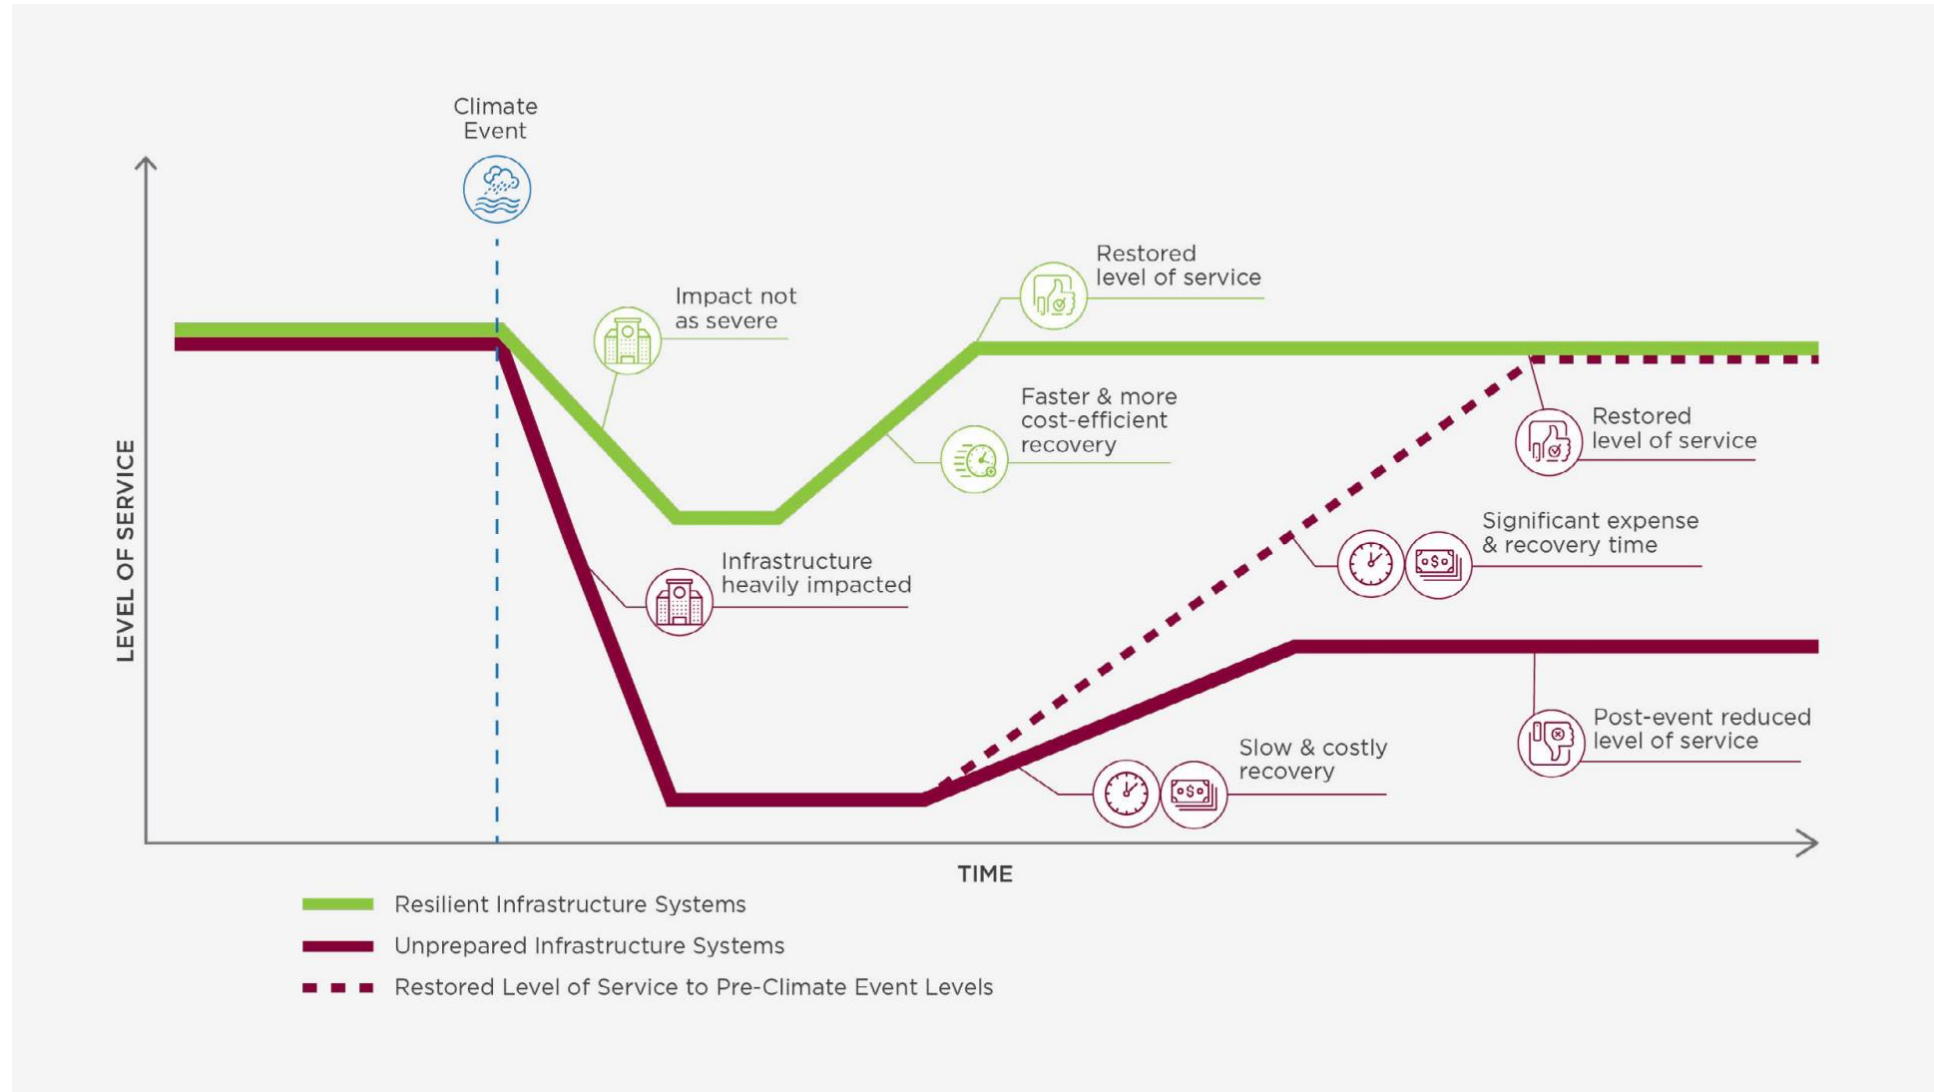 Climate
Event
Restored
level of service
Impact not
as severe
Faster & more
cost-efficient
recovery
Restored
level of service
Significant expense
& recovery time
Infrastructure
heavily impacted
Post-event reduced
level of service
Slow & costly
recovery
LEVEL OF SERVICE
TIME
Resilient Infrastructure Systems
Unprepared Infrastructure Systems
Restored Level of Service to Pre-Climate Event Levels